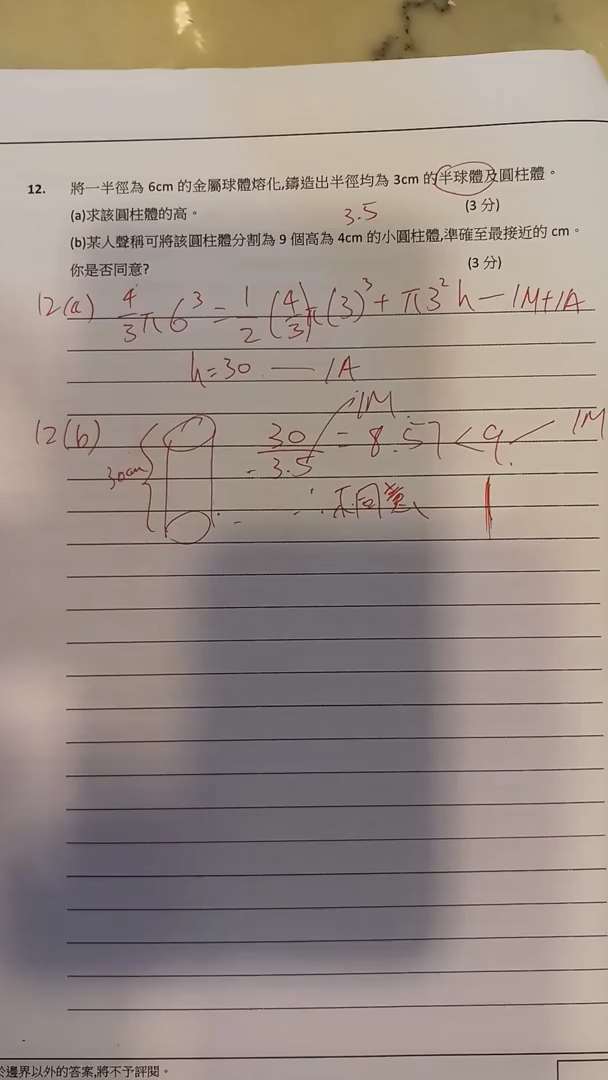 12. 將一半徑為 6cm 的金屬球體熔化,鑄造出半徑均為 3cm 的半球體及圓柱體。
(a)求該圓柱體的高。 (3 分)
3.5
(b)某人聲稱可將該圓柱體分割為 9 個高為 4cm 的小圓柱體,準確至最接近的 cm。
你是否同意? (3 分)
12(a) 4/3 π 6³ = 1/2 (4/3)π(3)³ + π3²h — 1M+1A
h=30 — 1A
1M
12(b) 30/3.5 = 8.57 < 9. 1M
30cm
∴ 不同意 1
於邊界以外的答案,將不予評閱。